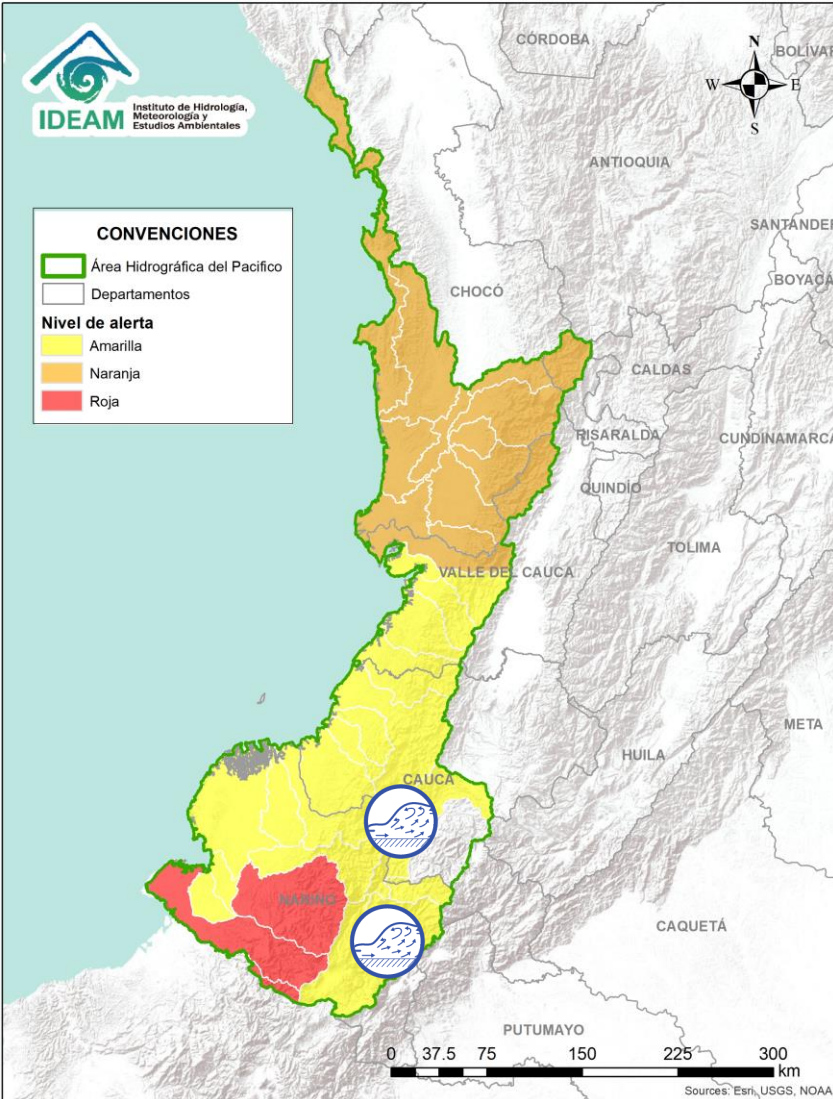 IDEAM
Instituto de Hidrología,
Meteorología y
Estudios Ambientales
N
W
E
S
CONVENCIONES
Área Hidrográfica del Pacifico
Departamentos
Nivel de alerta
Amarilla
Naranja
Roja
CÓRDOBA
BOLÍVAR
ANTIOQUIA
SANTANDER
BOYACÁ
CHOCÓ
CALDAS
RISARALDA
CUNDINAMARCA
QUINDÍO
TOLIMA
VALLE DEL CAUCA
META
HUILA
CAUCA
NARIÑO
CAQUETÁ
PUTUMAYO
0 37.5 75 150 225 300
km
Sources: Esri, USGS, NOAA